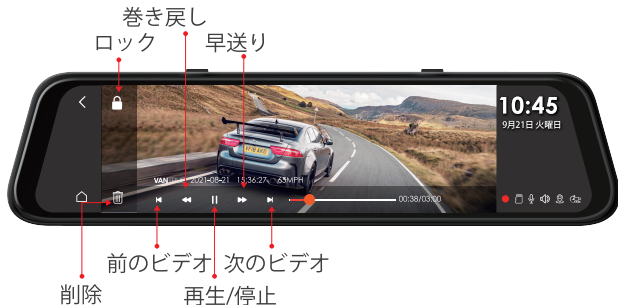 巻き戻し
ロック
早送り
10:45
9月21日 火曜日
2021-08-21 15:36:27 65MPH
00:38/03:00
前のビデオ
次のビデオ
削除
再生/停止